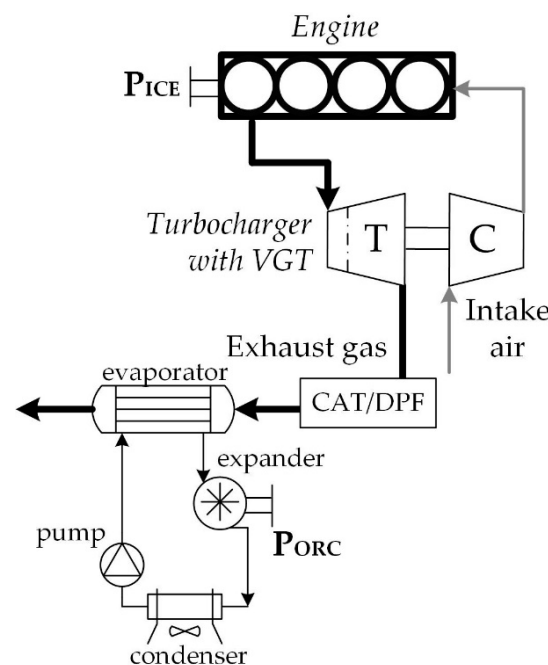 Engine
PICE
Turbocharger
with VGT
T
C
Intake
air
Exhaust gas
evaporator
CAT/DPF
expander
PORC
pump
condenser